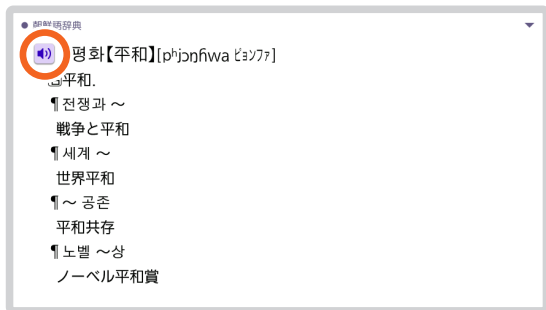 朝鮮語辞典
평화【平和】[pʰjɔŋɦwa ピョンファ]
名平和.
¶전쟁과 ～
戦争と平和
¶세계 ～
世界平和
¶～ 공존
平和共存
¶노벨 ～상
ノーベル平和賞